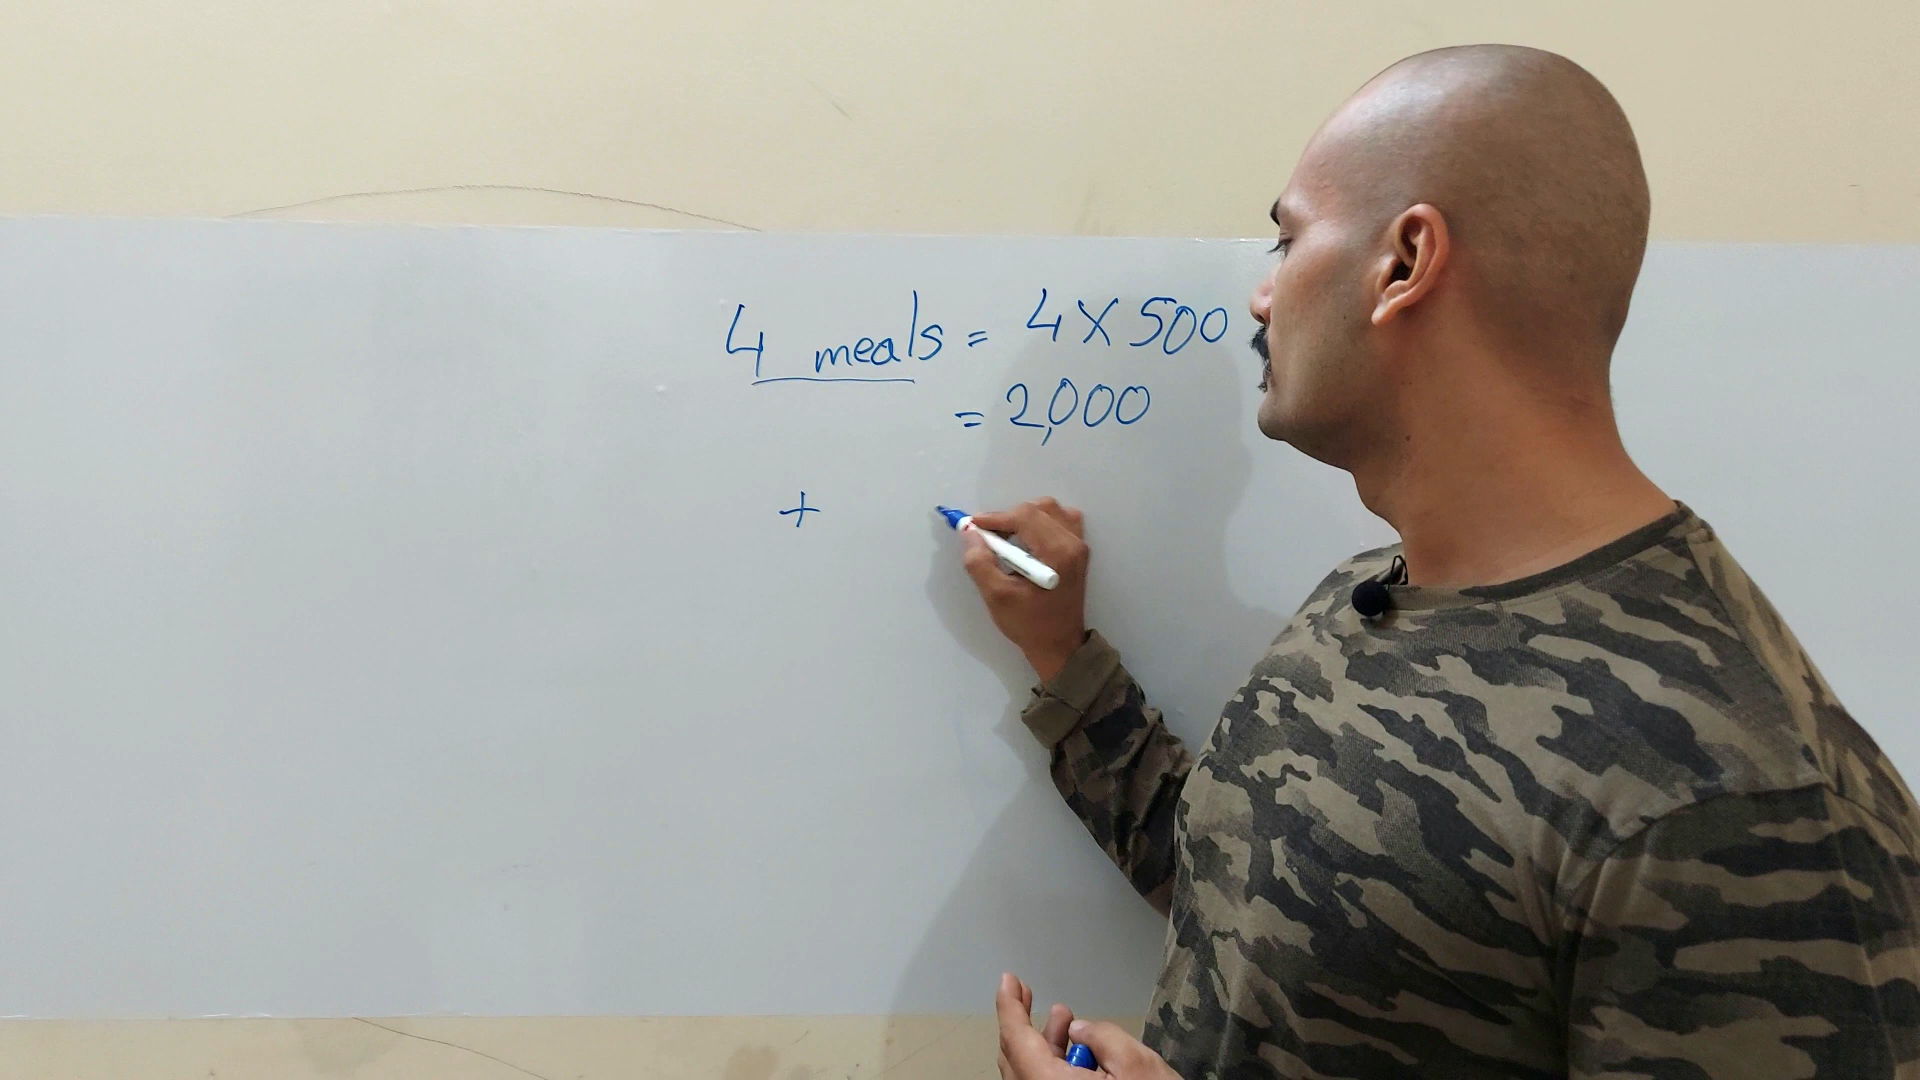 4 meals = 4 X 500
= 2,000
+